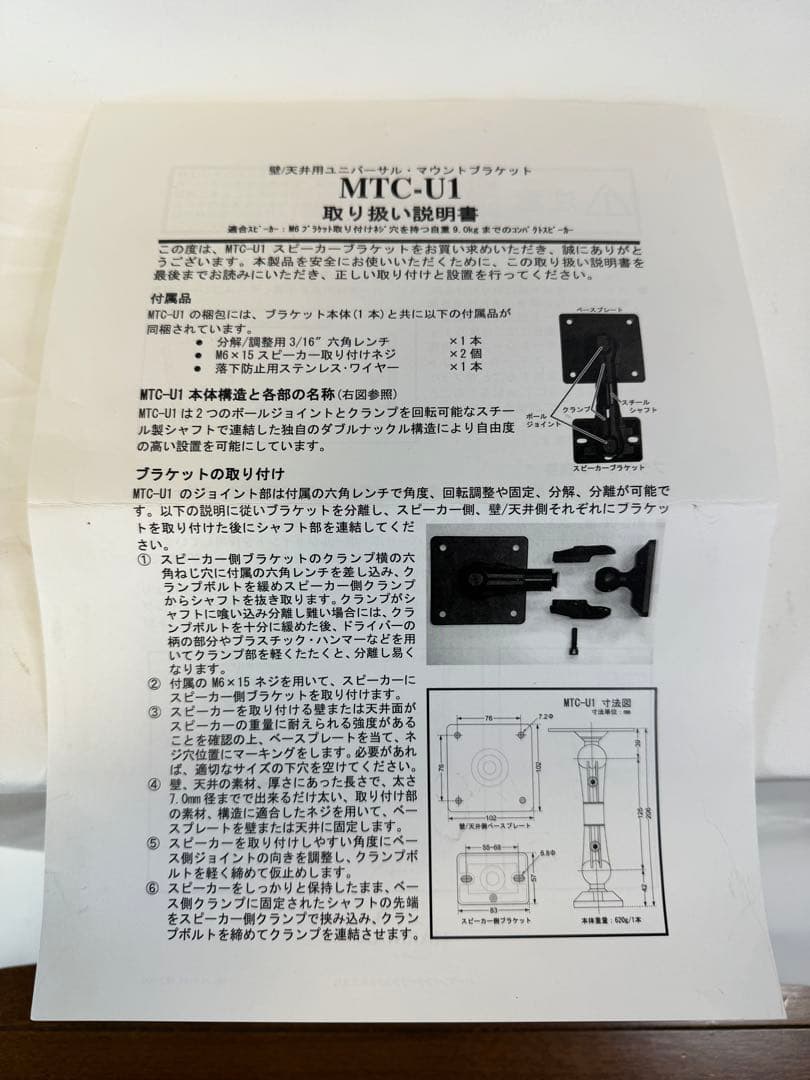 壁/天井用ユニバーサル・マウントブラケット
MTC-U1
取り扱い説明書
適合ｽﾋﾟｰｶｰ：M6 ﾌﾞﾗｹｯﾄ取り付けﾈｼﾞ穴を持つ自重 9.0kg までのｺﾝﾊﾟｸﾄｽﾋﾟｰｶｰ
この度は、MTC-U1 スピーカーブラケットをお買い求めいただき、誠にありがと
うございます。本製品を安全にお使いいただくために、この取り扱い説明書を
最後までお読みにいただき、正しい取り付けと設置を行ってください。
付属品
MTC-U1 の梱包には、ブラケット本体(1 本)と共に以下の付属品が
同梱されています。
● 分解/調整用 3/16″ 六角レンチ ×1 本
● M6×15 スピーカー取り付けネジ ×2 個
● 落下防止用ステンレス・ワイヤー ×1 本
MTC-U1 本体構造と各部の名称(右図参照)
MTC-U1 は 2 つのボールジョイントとクランプを回転可能なスチー
ル製シャフトで連結した独自のダブルナックル構造により自由度
の高い設置を可能にしています。
ベースプレート
クランプ
スチール
シャフト
ボール
ジョイント
スピーカーブラケット
ブラケットの取り付け
MTC-U1 のジョイント部は付属の六角レンチで角度、回転調整や固定、分解、分離が可能で
す。以下の説明に従いブラケットを分離し、スピーカー側、壁/天井側それぞれにブラケッ
トを取り付けた後にシャフト部を連結してくだ
さい。
① スピーカー側ブラケットのクランプ横の六
角ねじ穴に付属の六角レンチを差し込み、ク
ランプボルトを緩めスピーカー側クランプ
からシャフトを抜き取ります。クランプがシ
ャフトに喰い込み分離し難い場合には、クラ
ンプボルトを十分に緩めた後、ドライバーの
柄の部分やプラスチック・ハンマーなどを用
いてクランプ部を軽くたたくと、分離し易く
なります。
② 付属の M6×15 ネジを用いて、スピーカーに
スピーカー側ブラケットを取り付けます。
③ スピーカーを取り付ける壁または天井面が
スピーカーの重量に耐えられる強度がある
ことを確認の上、ベースプレートを当て、ネ
ジ穴位置にマーキングをします。必要があれ
ば、適切なサイズの下穴を空けてください。
④ 壁、天井の素材、厚さにあった長さで、太さ
7.0mm 径までで出来るだけ太い、取り付け部
の素材、構造に適合したネジを用いて、ベー
スプレートを壁または天井に固定します。
⑤ スピーカーを取り付けしやすい角度にベー
ス側ジョイントの向きを調整し、クランプボ
ルトを軽く締めて仮止めします。
⑥ スピーカーをしっかりと保持したまま、ベー
ス側クランプに固定されたシャフトの先端
をスピーカー側クランプで挟み込み、クラン
プボルトを締めてクランプを連結させます。
MTC-U1 寸法図
寸法単位：mm
76
7.2Φ
76
102
102
壁/天井側ベースプレート
55-68
6.8Φ
57
83
スピーカー側ブラケット
39
125
206
42
本体重量：620g/1本